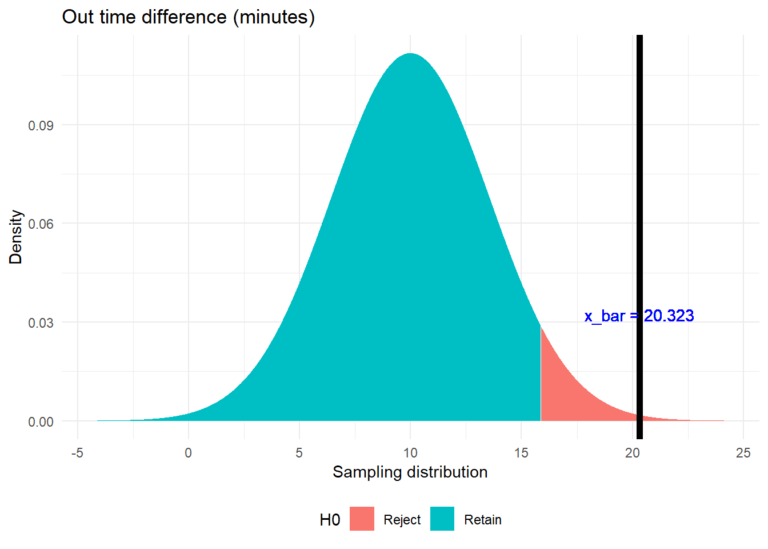 Out time difference (minutes)
Density
0.09
0.06
0.03
0.00
x_bar = 20.323
-5 0 5 10 15 20 25
Sampling distribution
H0 Reject Retain